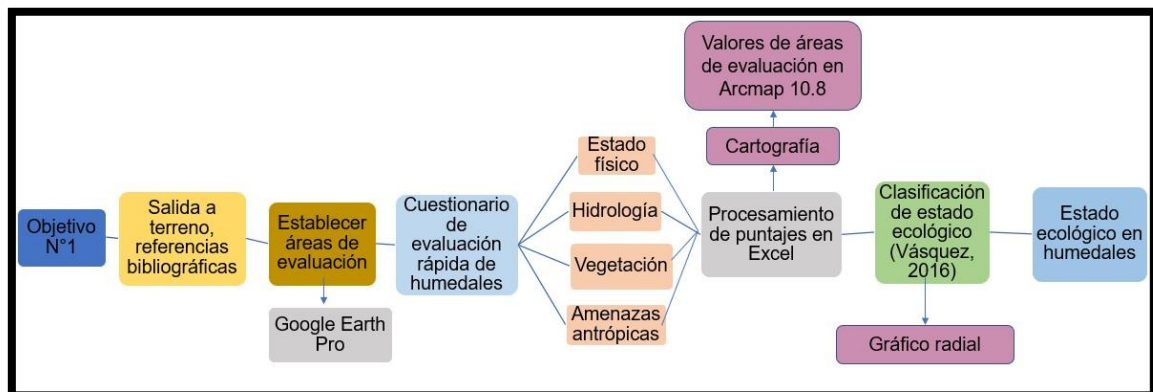 Objetivo
N°1
Salida a
terreno,
referencias
bibliográficas
Establecer
áreas de
evaluación
Google Earth
Pro
Cuestionario
de
evaluación
rápida de
humedales
Estado
físico
Hidrología
Vegetación
Amenazas
antrópicas
Valores de áreas
de evaluación en
Arcmap 10.8
Cartografía
Procesamiento
de puntajes en
Excel
Clasificación
de estado
ecológico
(Vásquez,
2016)
Gráfico radial
Estado
ecológico en
humedales